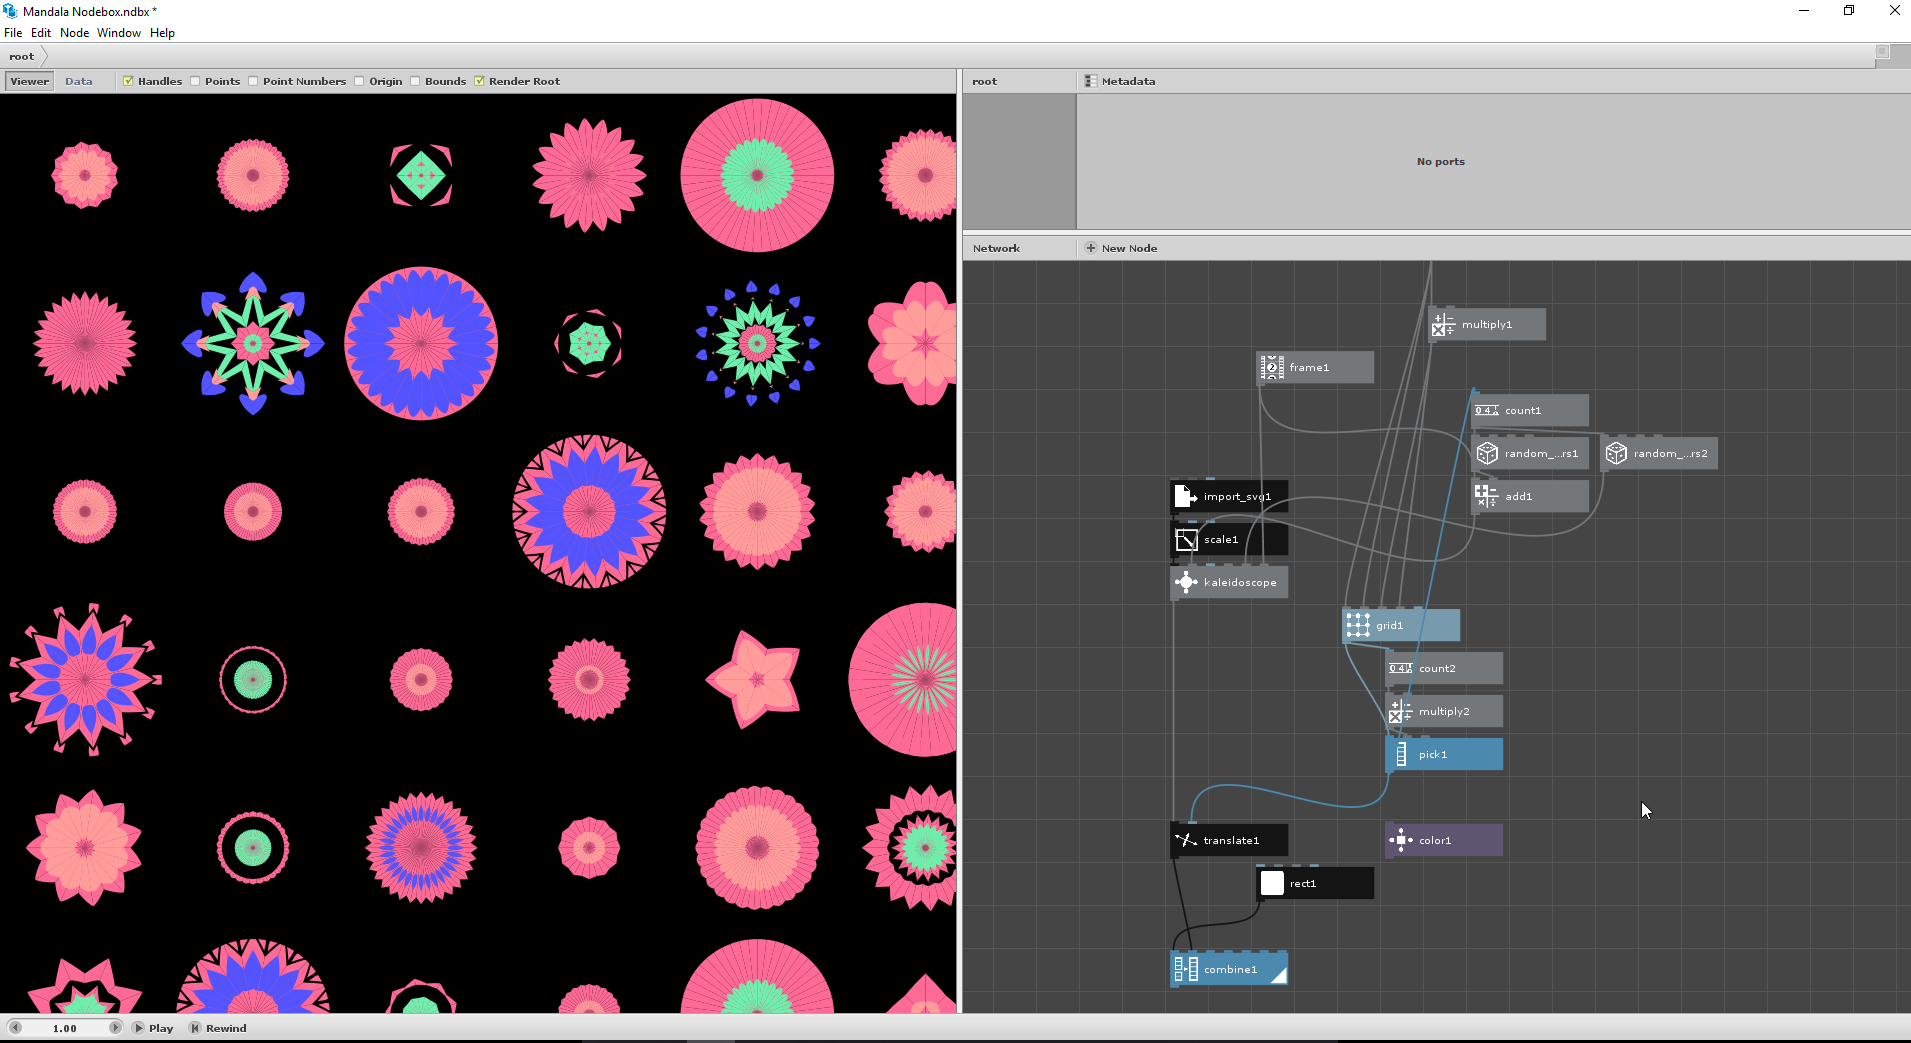 Mandala Nodebox.ndbx *
File Edit Node Window Help
root
Viewer Data Handles Points Point Numbers Origin Bounds Render Root
root Metadata
No ports
Network New Node
multiply1
frame1
count1
random_...rs1 random_...rs2
import_svg1
add1
scale1
kaleidoscope
grid1
count2
multiply2
pick1
translate1 color1
rect1
combine1
1.00 Play Rewind